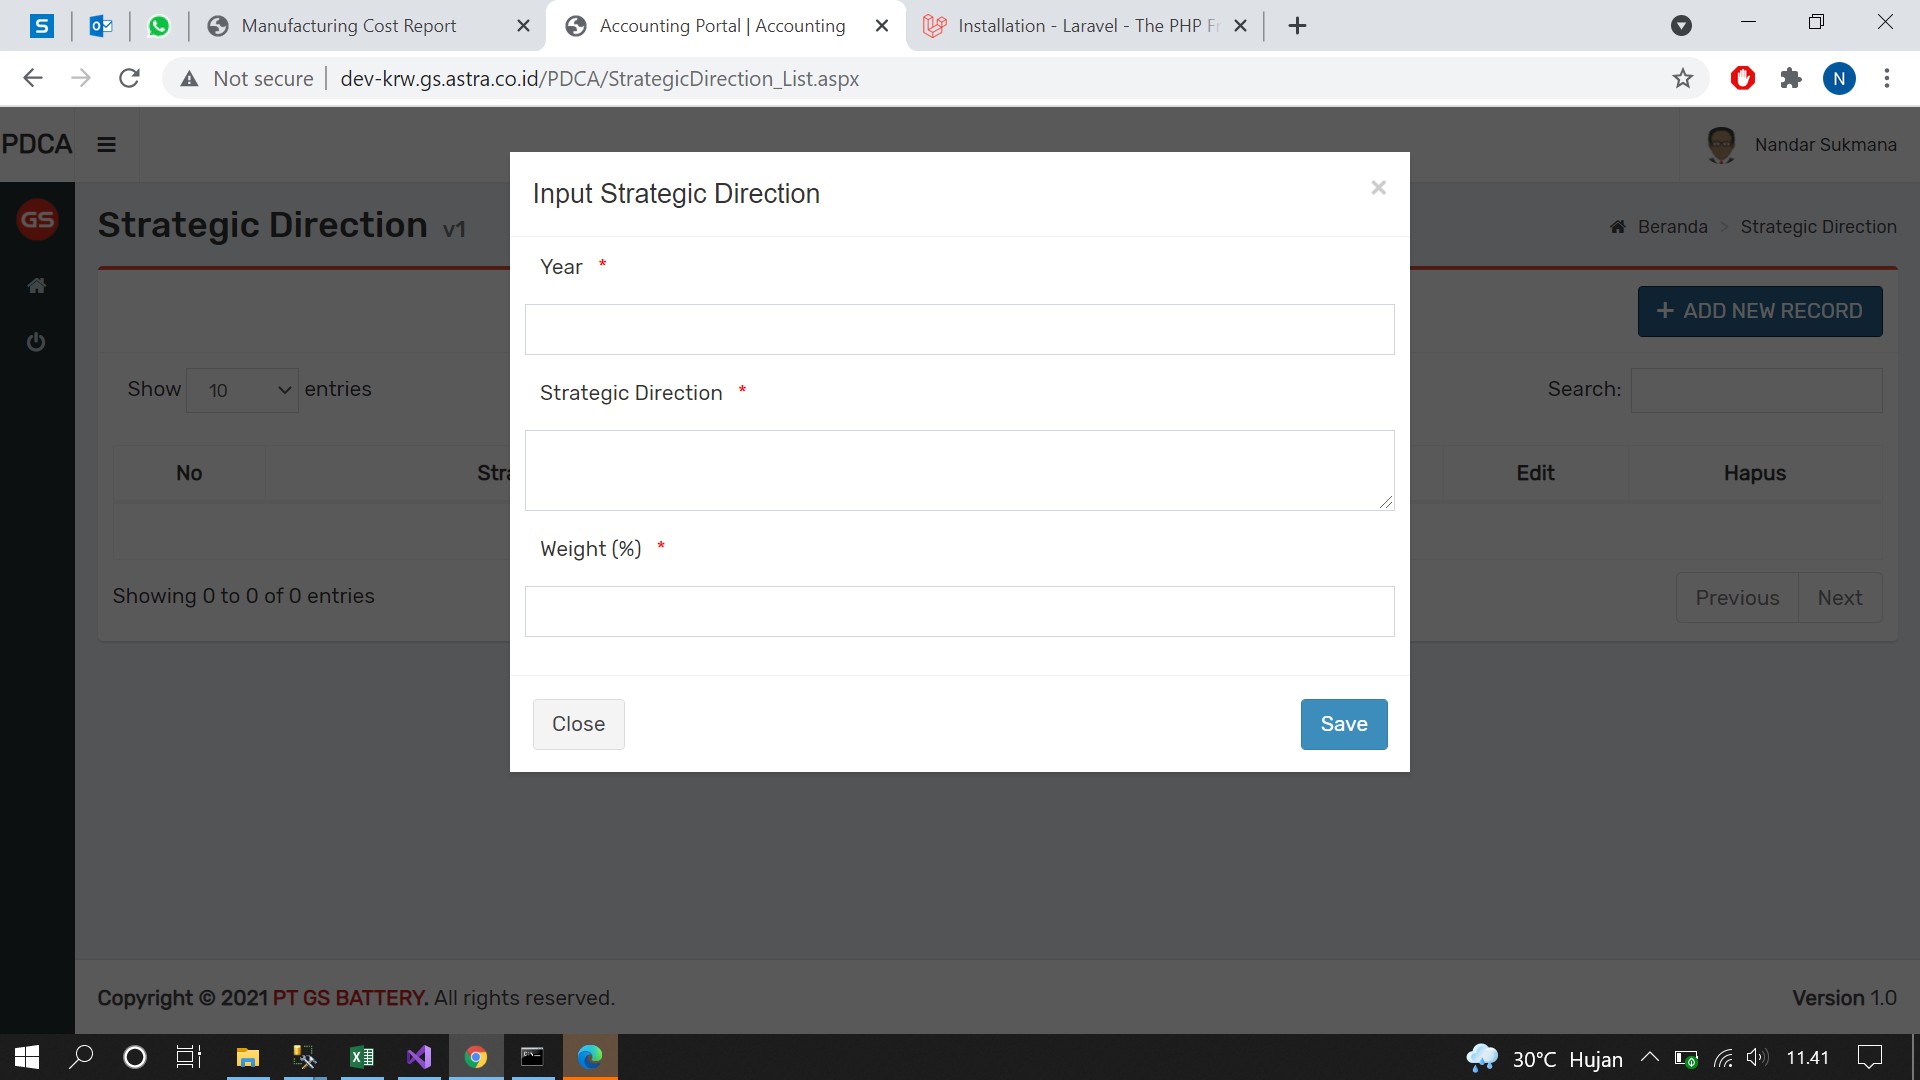 Manufacturing Cost Report
Accounting Portal | Accounting
Installation - Laravel - The PHP Fr
Not secure
dev-krw.gs.astra.co.id/PDCA/StrategicDirection_List.aspx
N
PDCA
Nandar Sukmana
GS
Strategic Direction v1
Beranda > Strategic Direction
ADD NEW RECORD
Show 10 entries
Search:
No
Stra
Edit
Hapus
Showing 0 to 0 of 0 entries
Previous
Next
Input Strategic Direction
×
Year *
Strategic Direction *
Weight (%) *
Close
Save
Copyright © 2021 PT GS BATTERY. All rights reserved.
Version 1.0
30°C Hujan
11.41